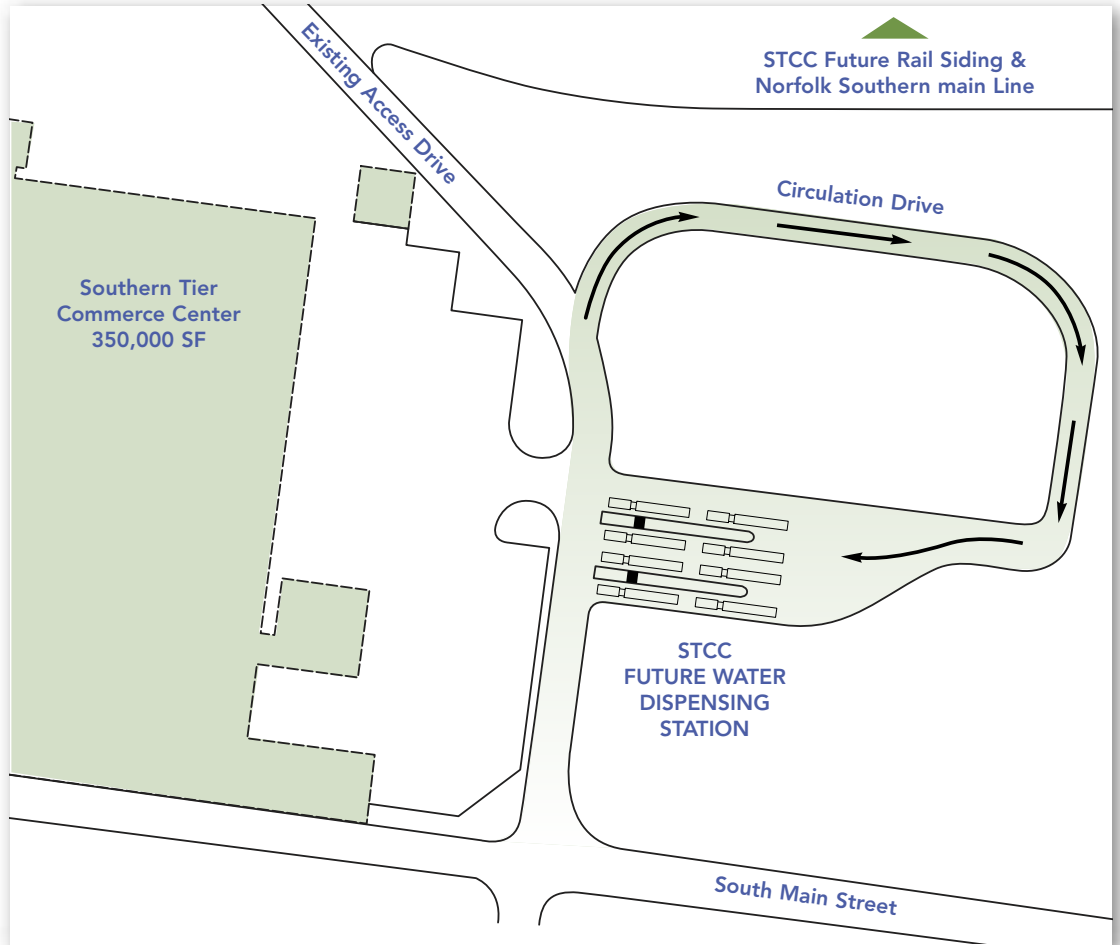 Existing Access Drive
STCC Future Rail Siding &
Norfolk Southern main Line
Circulation Drive
Southern Tier
Commerce Center
350,000 SF
STCC
FUTURE WATER
DISPENSING
STATION
South Main Street